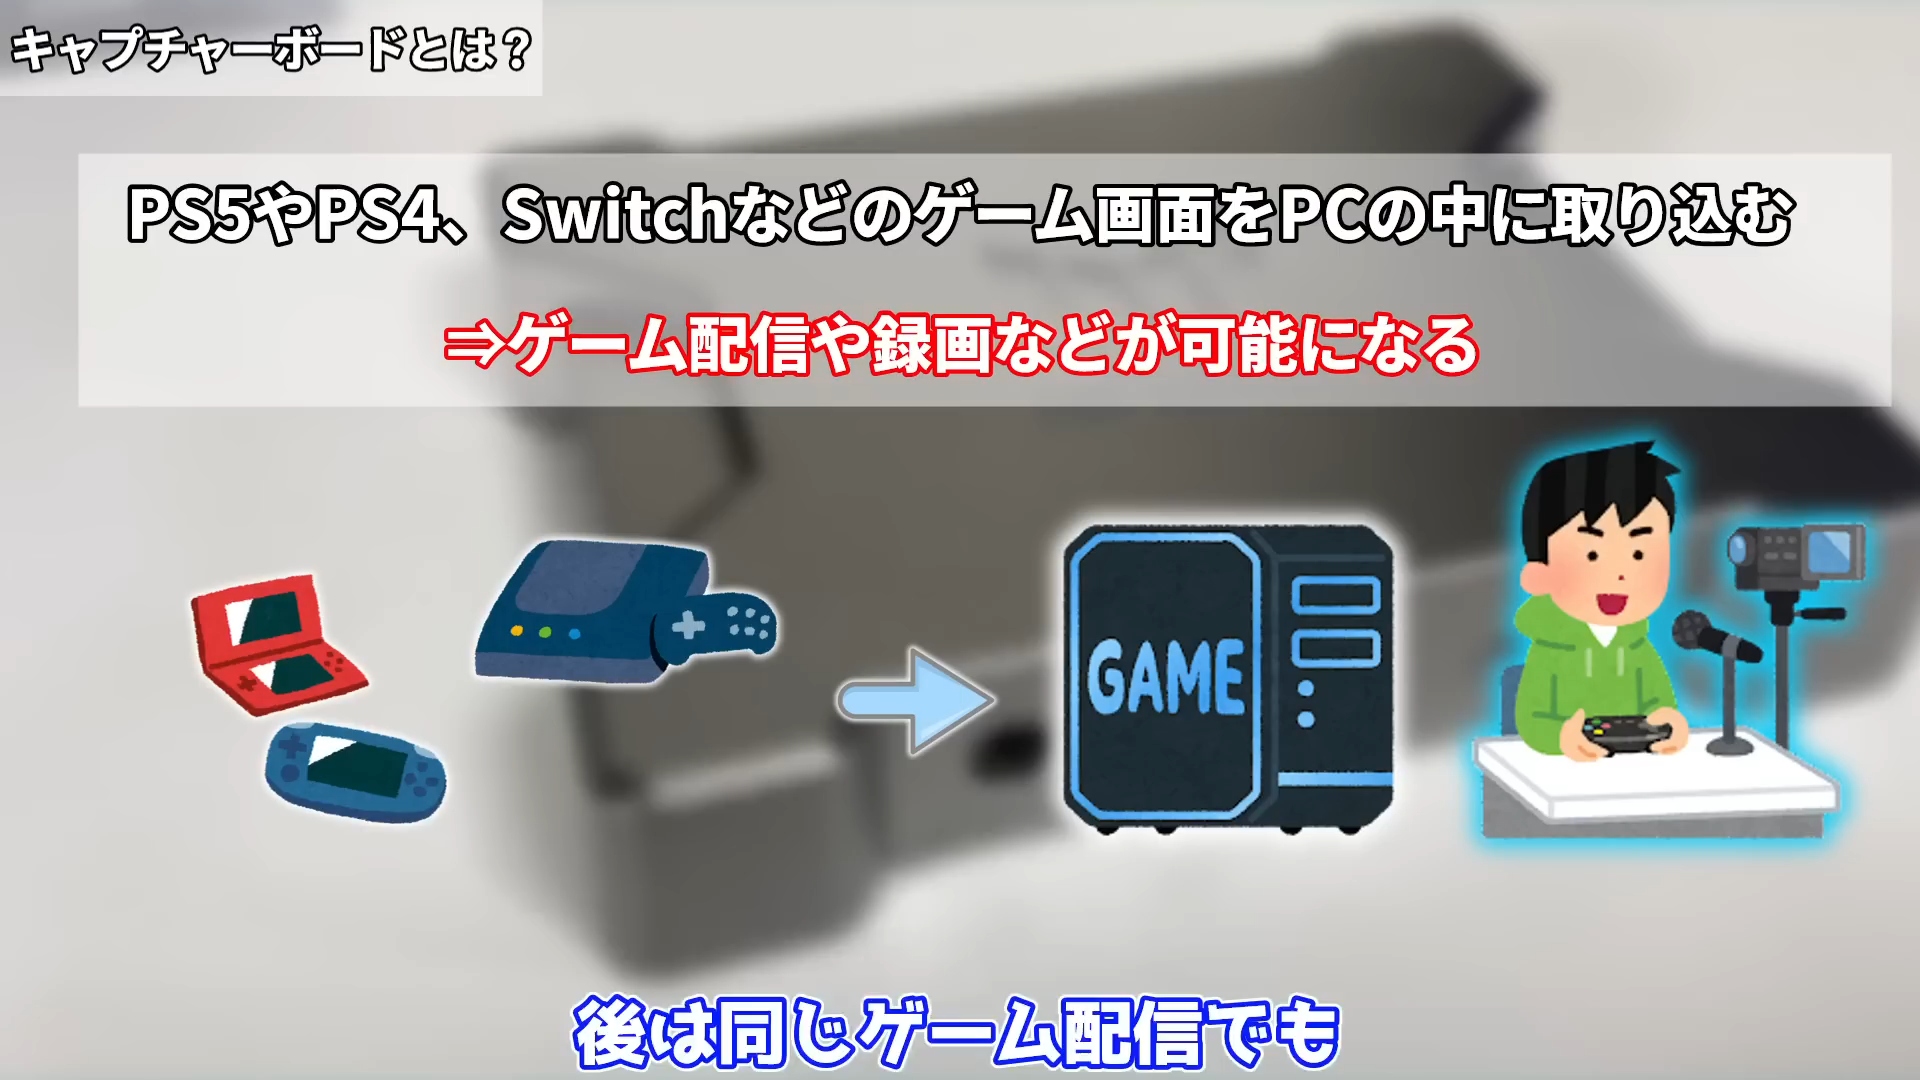 キャプチャーボードとは？
PS5やPS4、Switchなどのゲーム画面をPCの中に取り込む
⇒ゲーム配信や録画などが可能になる
GAME
後は同じゲーム配信でも